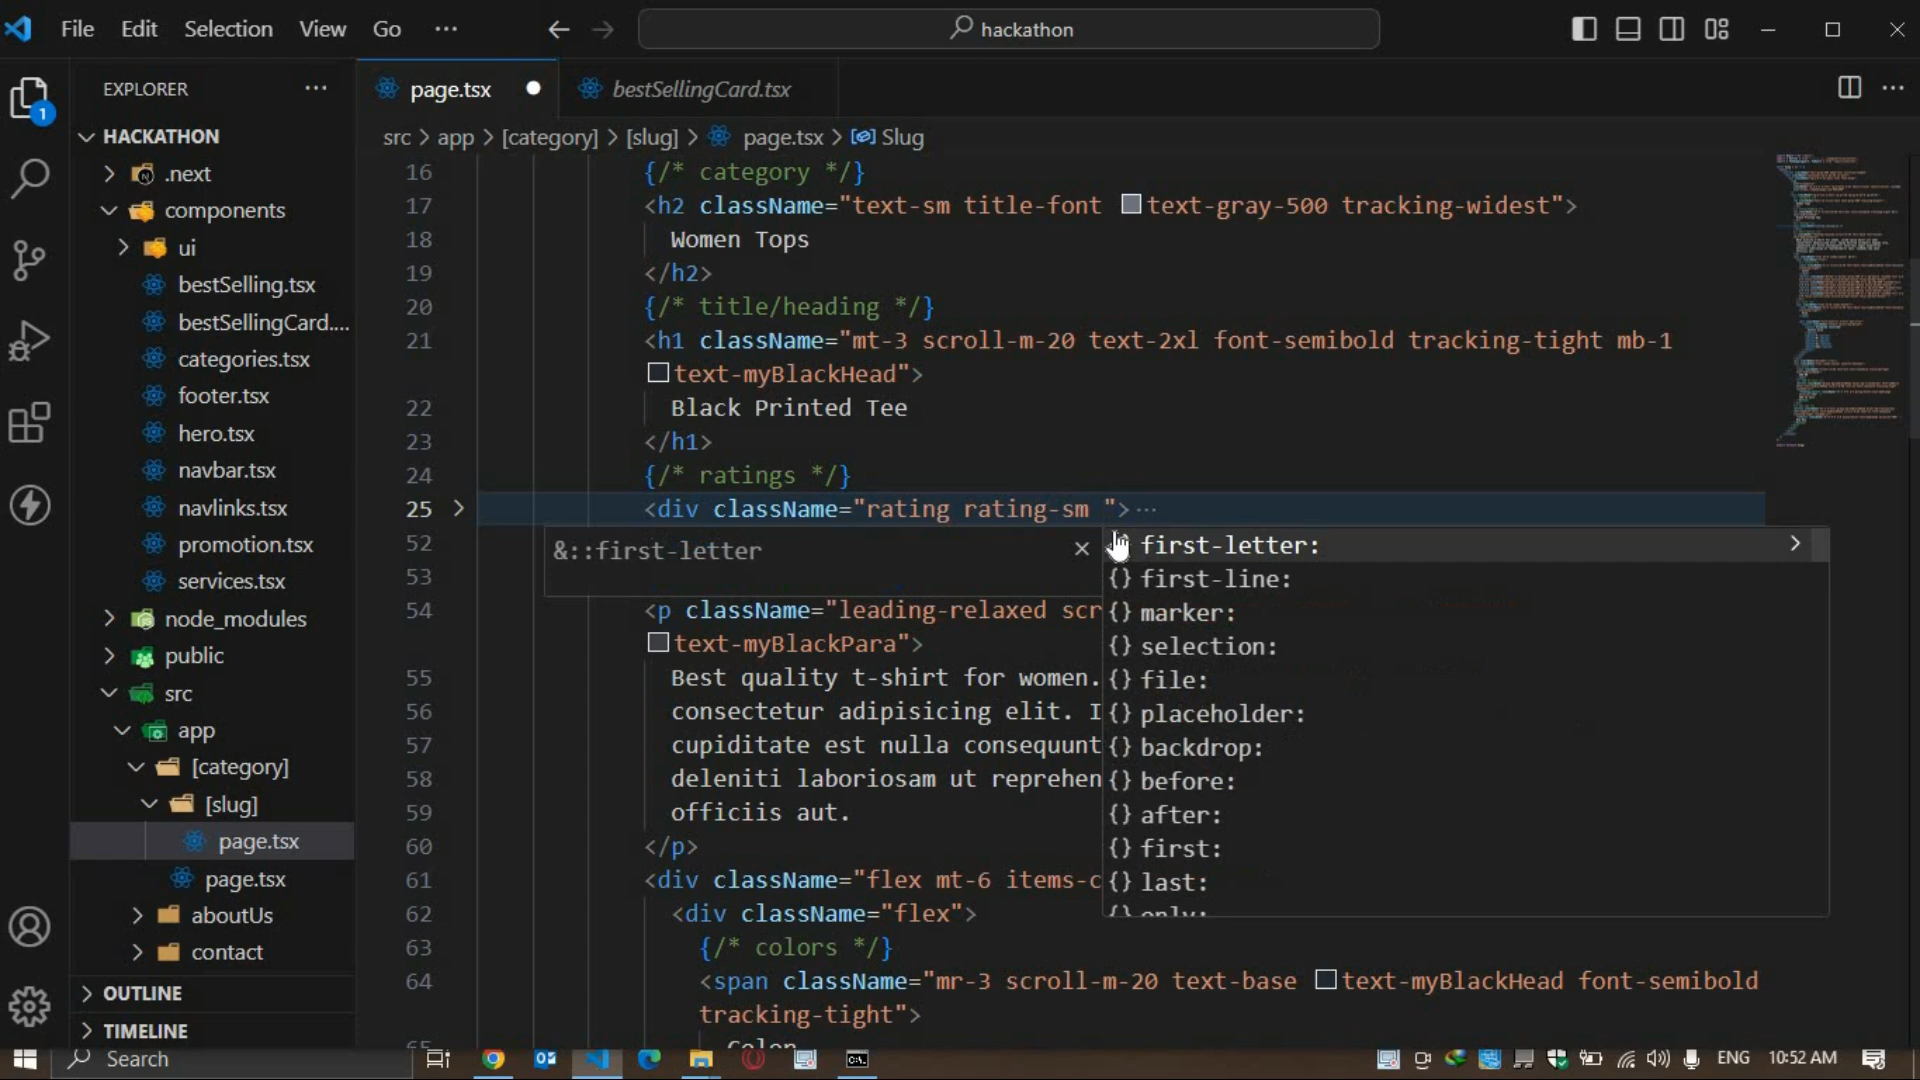 File Edit Selection View Go ··· hackathon
EXPLORER ···
page.tsx
bestSellingCard.tsx
HACKATHON
.next
components
ui
bestSelling.tsx
bestSellingCard....
categories.tsx
footer.tsx
hero.tsx
navbar.tsx
navlinks.tsx
promotion.tsx
services.tsx
node_modules
public
src
app
[category]
[slug]
page.tsx
page.tsx
aboutUs
contact
OUTLINE
TIMELINE
1
src > app > [category] > [slug] > page.tsx > Slug
16 {/* category */}
17 <h2 className="text-sm title-font text-gray-500 tracking-widest">
18 Women Tops
19 </h2>
20 {/* title/heading */}
21 <h1 className="mt-3 scroll-m-20 text-2xl font-semibold tracking-tight mb-1
text-myBlackHead">
22 Black Printed Tee
23 </h1>
24 {/* ratings */}
25 > <div className="rating rating-sm ">···
52
53
54 <p className="leading-relaxed scr
text-myBlackPara">
55 Best quality t-shirt for women.
56 consectetur adipisicing elit. I
57 cupiditate est nulla consequunt
58 deleniti laboriosam ut reprehen
59 officiis aut.
60 </p>
61 <div className="flex mt-6 items-c
62 <div className="flex">
63 {/* colors */}
64 <span className="mr-3 scroll-m-20 text-base text-myBlackHead font-semibold
tracking-tight">
65 Color
&::first-letter
first-letter:
{} first-line:
{} marker:
{} selection:
{} file:
{} placeholder:
{} backdrop:
{} before:
{} after:
{} first:
{} last:
{} only:
Search
ENG 10:52 AM